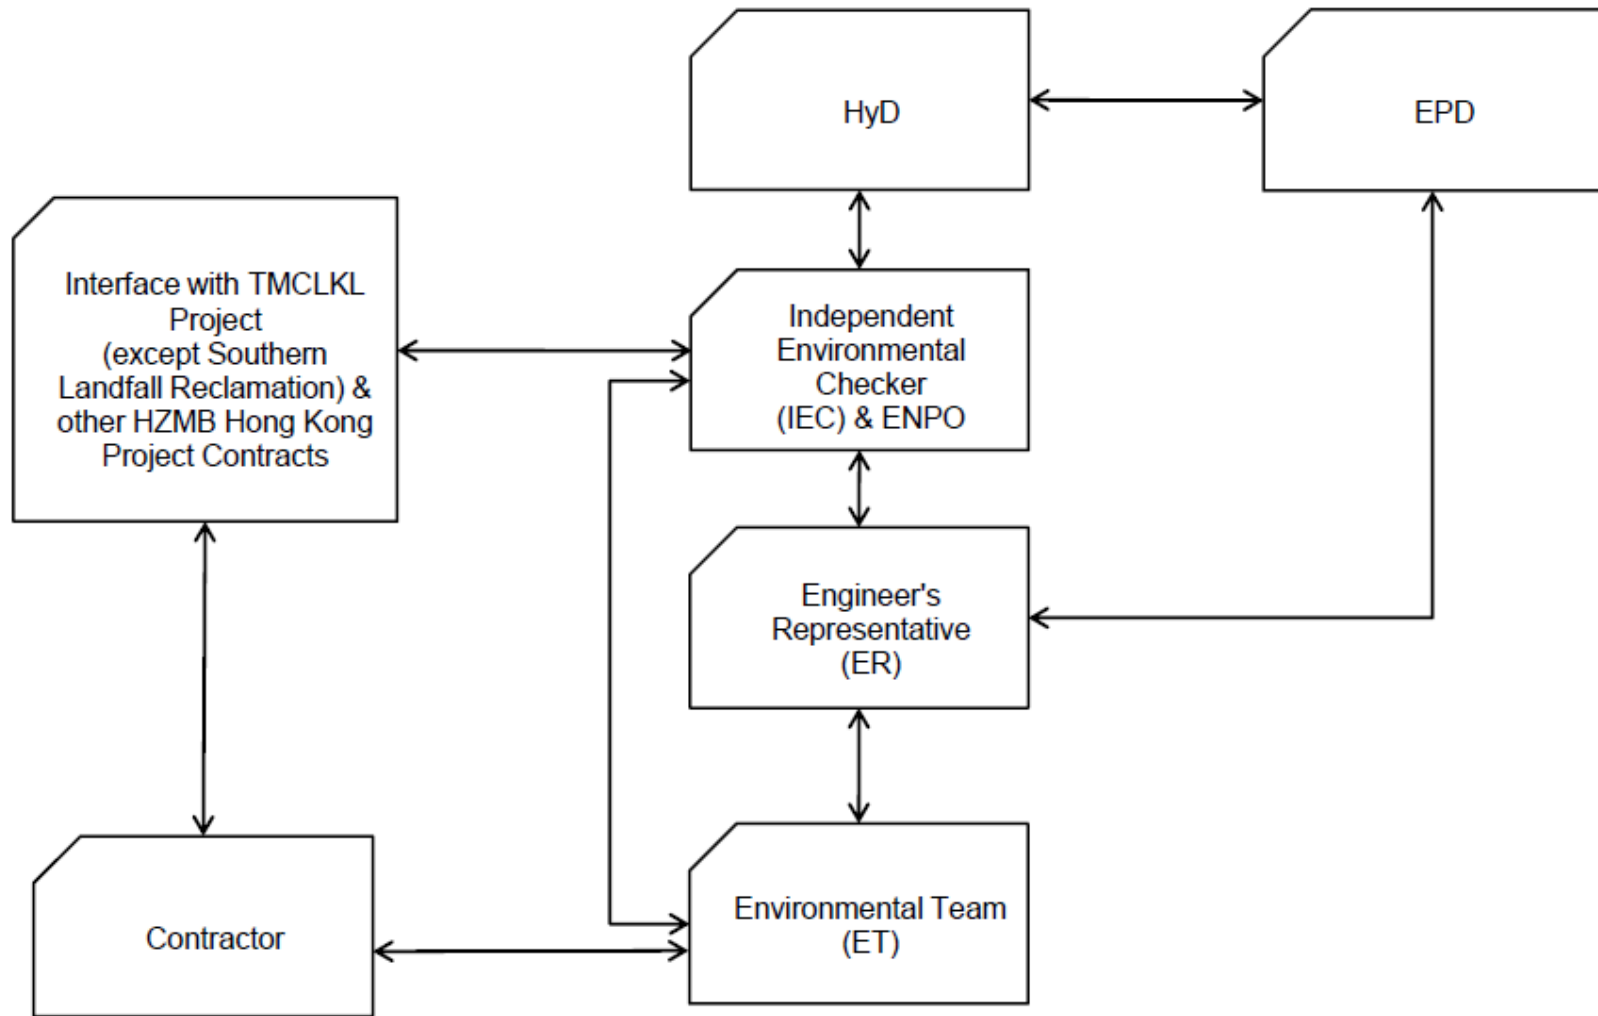 HyD
EPD
Interface with TMCLKL
Project
(except Southern
Landfall Reclamation) &
other HZMB Hong Kong
Project Contracts
Independent
Environmental
Checker
(IEC) & ENPO
Engineer's
Representative
(ER)
Contractor
Environmental Team
(ET)